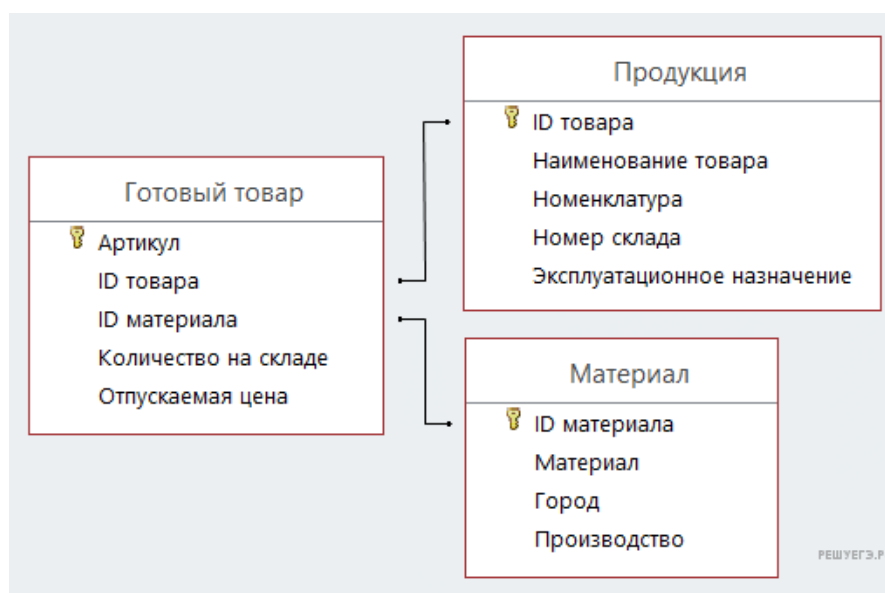 Продукция
ID товара
Наименование товара
Номенклатура
Номер склада
Эксплуатационное назначение
Готовый товар
Артикул
ID товара
ID материала
Количество на складе
Отпускаемая цена
Материал
ID материала
Материал
Город
Производство
РЕШУЕГЭ.Р